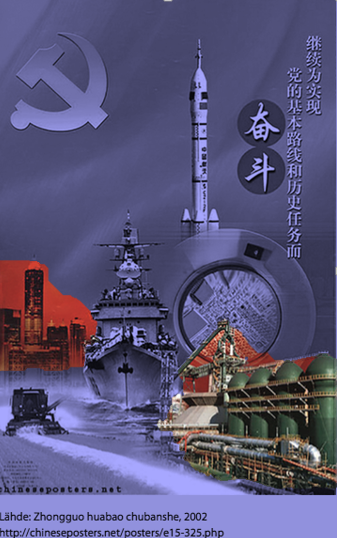 继续为实现
党的基本路线和历史任务而
奋斗
chineseposters.net
Lähde: Zhongguo huabao chubanshe, 2002
http://chineseposters.net/posters/e15-325.php